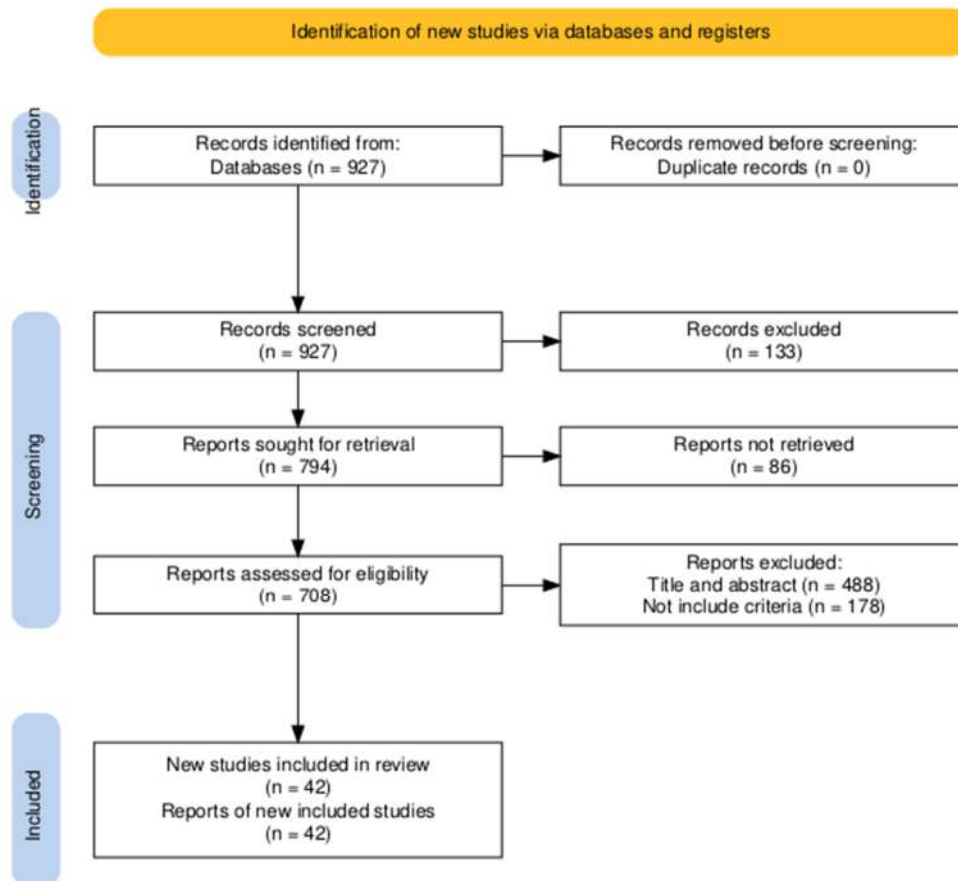 Identification of new studies via databases and registers
Identification
Records identified from:
Databases (n = 927)
Records removed before screening:
Duplicate records (n = 0)
Screening
Records screened
(n = 927)
Records excluded
(n = 133)
Reports sought for retrieval
(n = 794)
Reports not retrieved
(n = 86)
Reports assessed for eligibility
(n = 708)
Reports excluded:
Title and abstract (n = 488)
Not include criteria (n = 178)
Included
New studies included in review
(n = 42)
Reports of new included studies
(n = 42)